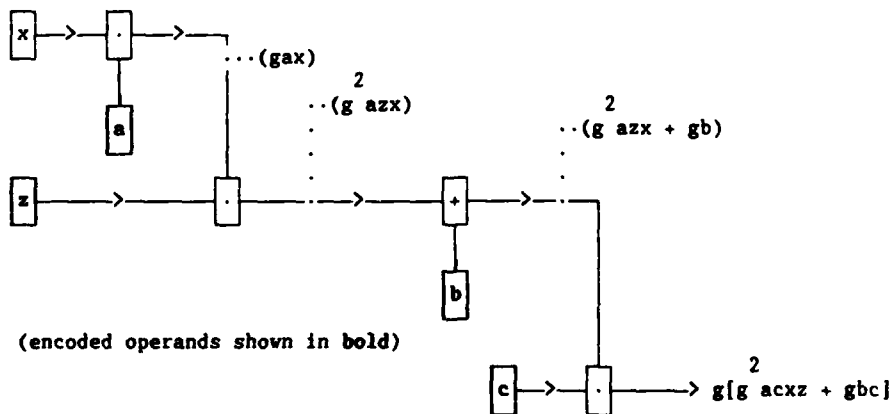 x · ···(gax)
2
a ··(g azx)
2
··(g azx + gb)
z · +
b
(encoded operands shown in bold)
2
c · g[g acxz + gbc]